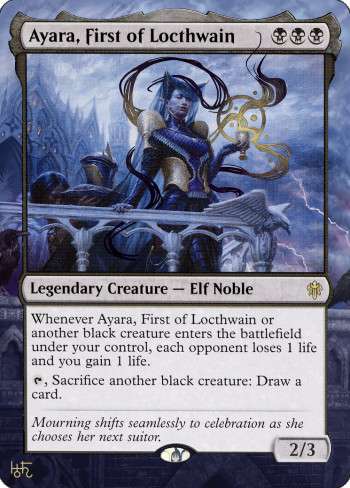 Ayara, First of Locthwain
Legendary Creature — Elf Noble
Whenever Ayara, First of Locthwain or
another black creature enters the battlefield
under your control, each opponent loses 1 life
and you gain 1 life.
, Sacrifice another black creature: Draw a
card.
Mourning shifts seamlessly to celebration as she
chooses her next suitor.
2/3